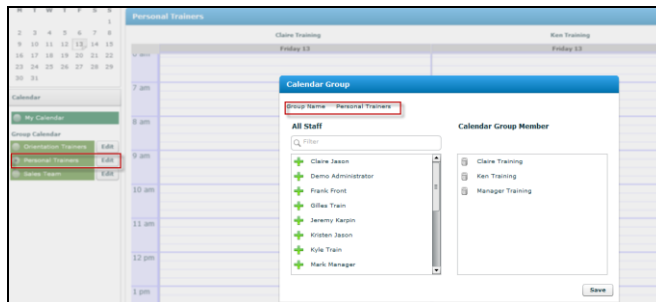 M T W T F S S
1
2 3 4 5 6 7 8
9 10 11 12 13 14 15
16 17 18 19 20 21 22
23 24 25 26 27 28 29
30 31
Calendar
My Calendar
Group Calendar
Orientation Trainers Edit
Personal Trainers Edit
Sales Team Edit
Personal Trainers
Claire Training Ken Training
Friday 13 Friday 13
7 am
8 am
9 am
10 am
11 am
12 pm
1 pm
Calendar Group
Group Name Personal Trainers
All Staff
Filter
Claire Jason
Demo Administrator
Frank Front
Gilles Train
Jeremy Karpin
Kristen Jason
Kyle Train
Mark Manager
Calendar Group Member
Claire Training
Ken Training
Manager Training
Save